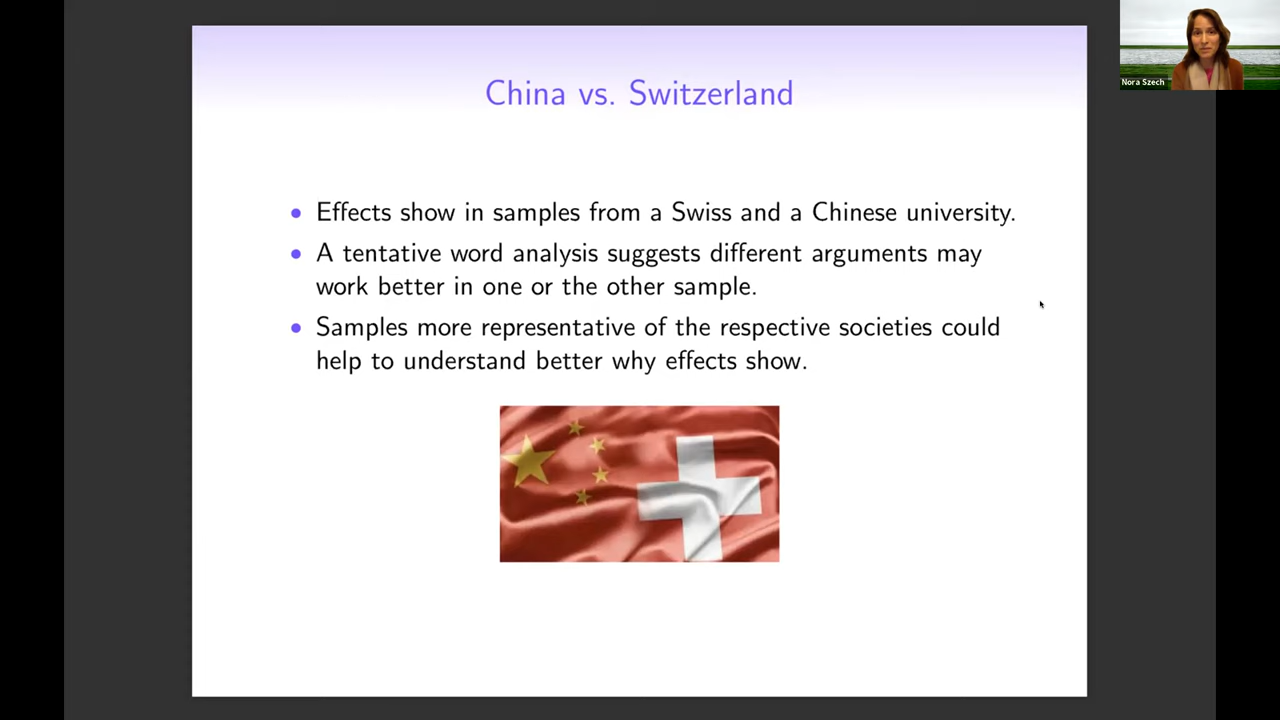 China vs. Switzerland
Nora Szech
• Effects show in samples from a Swiss and a Chinese university.
• A tentative word analysis suggests different arguments may
work better in one or the other sample.
• Samples more representative of the respective societies could
help to understand better why effects show.